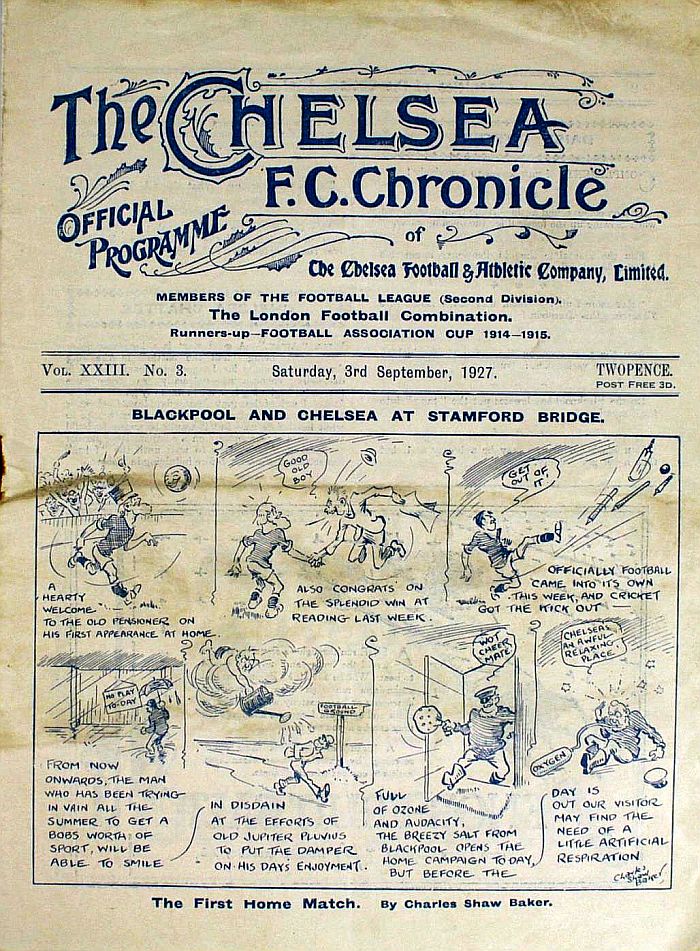 The CHELSEA
F.C. Chronicle
OFFICIAL
PROGRAMME
of
The Chelsea Football & Athletic Company, Limited.
MEMBERS OF THE FOOTBALL LEAGUE (Second Division).
The London Football Combination.
Runners-up—FOOTBALL ASSOCIATION CUP 1914—1915.
VOL. XXIII. No. 3.
Saturday, 3rd September, 1927.
TWOPENCE.
POST FREE 3D.
BLACKPOOL AND CHELSEA AT STAMFORD BRIDGE.
A
HEARTY
WELCOME
TO THE OLD PENSIONER ON
HIS FIRST APPEARANCE AT HOME.
GOOD
OLD
BOY
ALSO CONGRATS ON
THE SPLENDID WIN AT
READING LAST WEEK.
GET
OUT OF
IT!
OFFICIALLY FOOTBALL
CAME INTO ITS OWN
THIS WEEK, AND CRICKET
GOT THE KICK OUT —
NO PLAY
TO-DAY
FROM NOW
ONWARDS, THE MAN
WHO HAS BEEN TRYING
IN VAIN ALL THE
SUMMER TO GET A
BOBS WORTH OF
SPORT, WILL BE
ABLE TO SMILE
FOOTBALL
GROUND
IN DISDAIN
AT THE EFFORTS OF
OLD JUPITER PLUVIUS
TO PUT THE DAMPER
ON HIS DAYS ENJOYMENT.
WOT
CHEER
MATE
FULL
OF OZONE
AND AUDACITY,
THE BREEZY SALT FROM
BLACKPOOL OPENS THE
HOME CAMPAIGN TO DAY,
BUT BEFORE THE
CHELSEA'S
AN AWFUL
RELAXING
PLACE.
OXYGEN
DAY IS
OUT OUR VISITOR
MAY FIND THE
NEED OF A
LITTLE ARTIFICIAL
RESPIRATION
Charles
Shaw
Baker
The First Home Match. By Charles Shaw Baker.